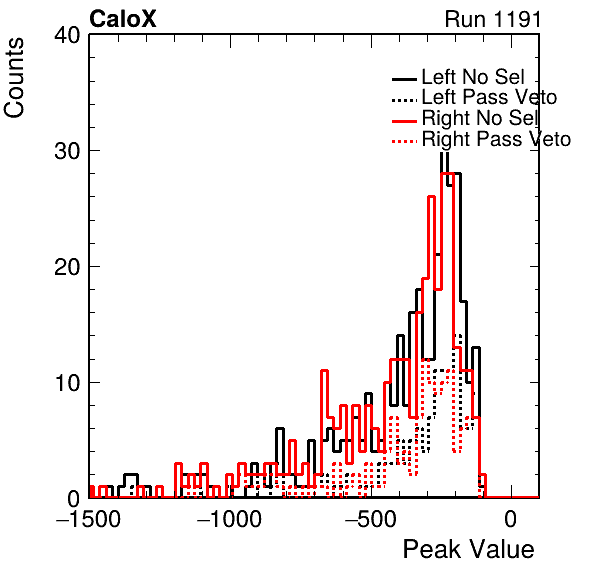 CaloX Run 1191
Counts
40
30
20
10
0
Left No Sel
Left Pass Veto
Right No Sel
Right Pass Veto
−1500 −1000 −500 0
Peak Value